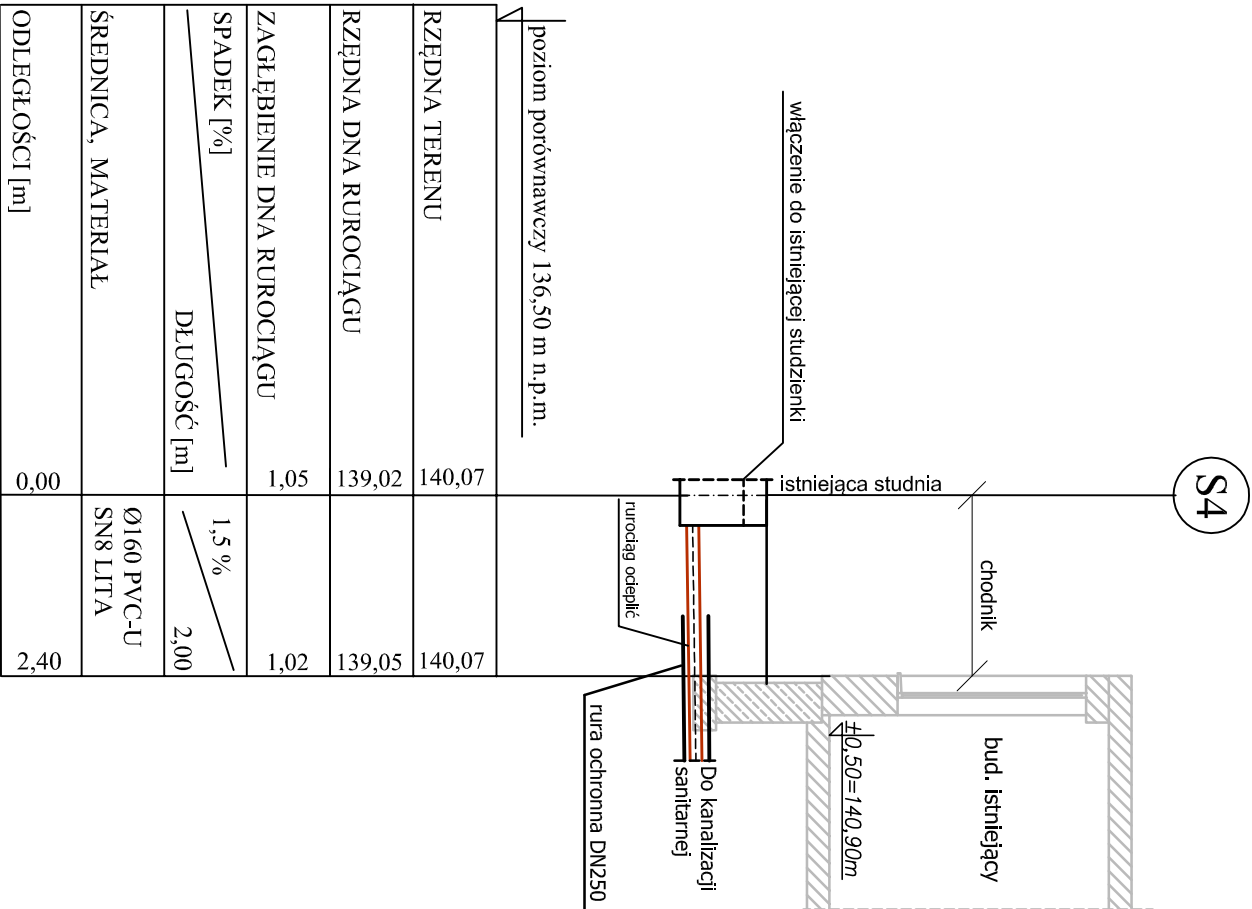 S4
chodnik
bud. istniejący
±0,50=140,90m
istniejąca studnia
włączenie do istniejącej studzienki
rurociąg ocieplić
Do kanalizacji
sanitarnej
rura ochronna DN250
poziom porównawczy 136,50 m n.p.m.
RZĘDNA TERENU 140,07 140,07
RZĘDNA DNA RUROCIĄGU 139,02 139,05
ZAGŁĘBIENIE DNA RUROCIĄGU 1,05 1,02
SPADEK [%] 1,5 %
DŁUGOŚĆ [m] 2,00
ŚREDNICA, MATERIAŁ Ø160 PVC-U
SN8 LITA
ODLEGŁOŚCI [m] 0,00 2,40